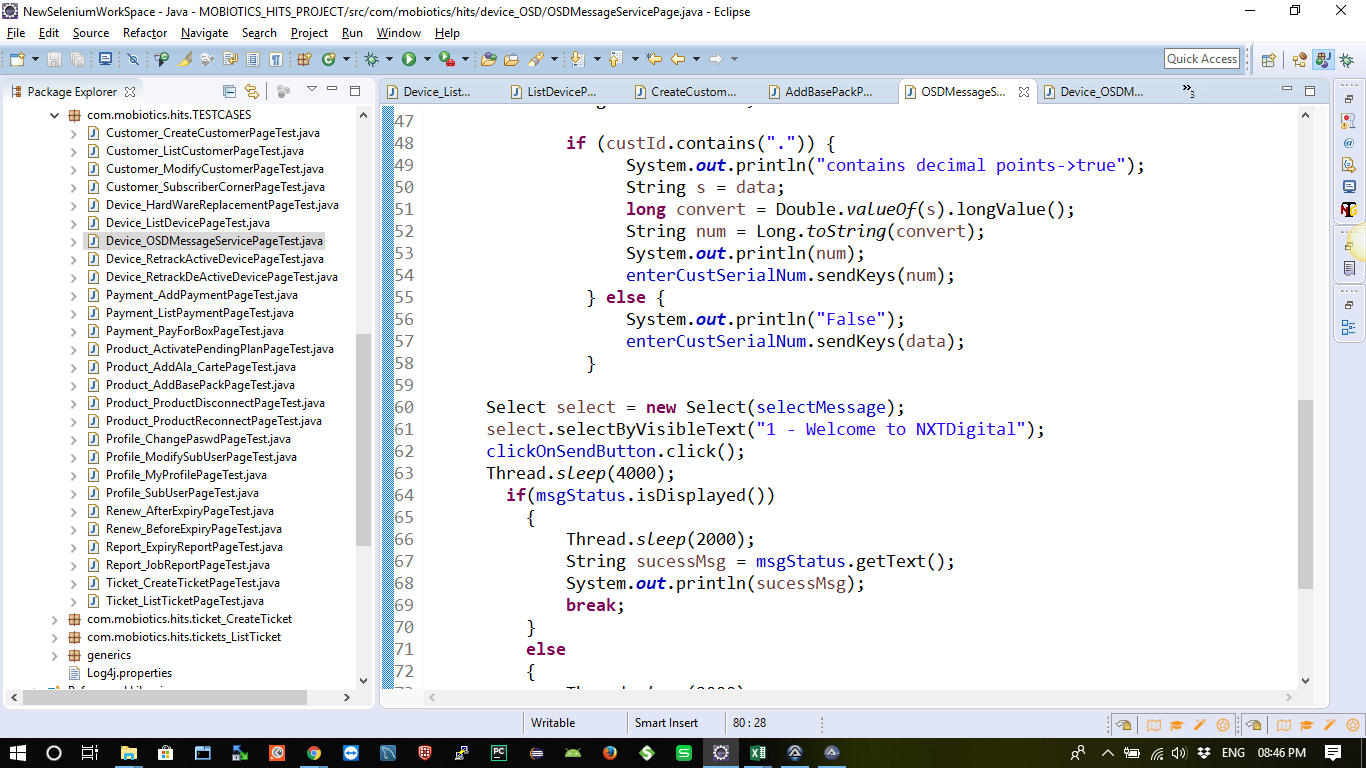 NewSeleniumWorkSpace - Java - MOBIOTICS_HITS_PROJECT/src/com/mobiotics/hits/device_OSD/OSDMessageServicePage.java - Eclipse
File Edit Source Refactor Navigate Search Project Run Window Help
Quick Access
Package Explorer
Device_List...
ListDeviceP...
CreateCustom...
AddBasePackP...
OSDMessageS...
Device_OSDM...
3
com.mobiotics.hits.TESTCASES
Customer_CreateCustomerPageTest.java
Customer_ListCustomerPageTest.java
Customer_ModifyCustomerPageTest.java
Customer_SubscriberCornerPageTest.java
Device_HardWareReplacementPageTest.java
Device_ListDevicePageTest.java
Device_OSDMessageServicePageTest.java
Device_RetrackActiveDevicePageTest.java
Device_RetrackDeActiveDevicePageTest.java
Payment_AddPaymentPageTest.java
Payment_ListPaymentPageTest.java
Payment_PayForBoxPageTest.java
Product_ActivatePendingPlanPageTest.java
Product_AddAla_CartePageTest.java
Product_AddBasePackPageTest.java
Product_ProductDisconnectPageTest.java
Product_ProductReconnectPageTest.java
Profile_ChangePaswdPageTest.java
Profile_ModifySubUserPageTest.java
Profile_MyProfilePageTest.java
Profile_SubUserPageTest.java
Renew_AfterExpiryPageTest.java
Renew_BeforeExpiryPageTest.java
Report_ExpiryReportPageTest.java
Report_JobReportPageTest.java
Ticket_CreateTicketPageTest.java
Ticket_ListTicketPageTest.java
com.mobiotics.hits.ticket_CreateTicket
com.mobiotics.hits.tickets_ListTicket
generics
Log4j.properties
47
48 if (custId.contains(".")) {
49 System.out.println("contains decimal points->true");
50 String s = data;
51 long convert = Double.valueOf(s).longValue();
52 String num = Long.toString(convert);
53 System.out.println(num);
54 enterCustSerialNum.sendKeys(num);
55 } else {
56 System.out.println("False");
57 enterCustSerialNum.sendKeys(data);
58 }
59
60 Select select = new Select(selectMessage);
61 select.selectByVisibleText("1 - Welcome to NXTDigital");
62 clickOnSendButton.click();
63 Thread.sleep(4000);
64 if(msgStatus.isDisplayed())
65 {
66 Thread.sleep(2000);
67 String sucessMsg = msgStatus.getText();
68 System.out.println(sucessMsg);
69 break;
70 }
71 else
72 {
Writable Smart Insert 80 : 28
ENG 08:46 PM